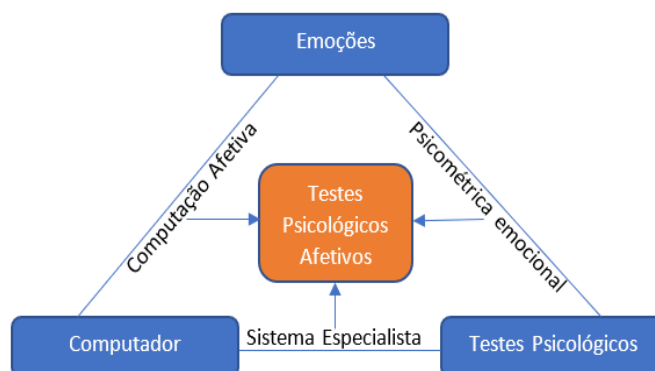 Emoções
Computação Afetiva
Psicométrica emocional
Testes
Psicológicos
Afetivos
Computador
Sistema Especialista
Testes Psicológicos